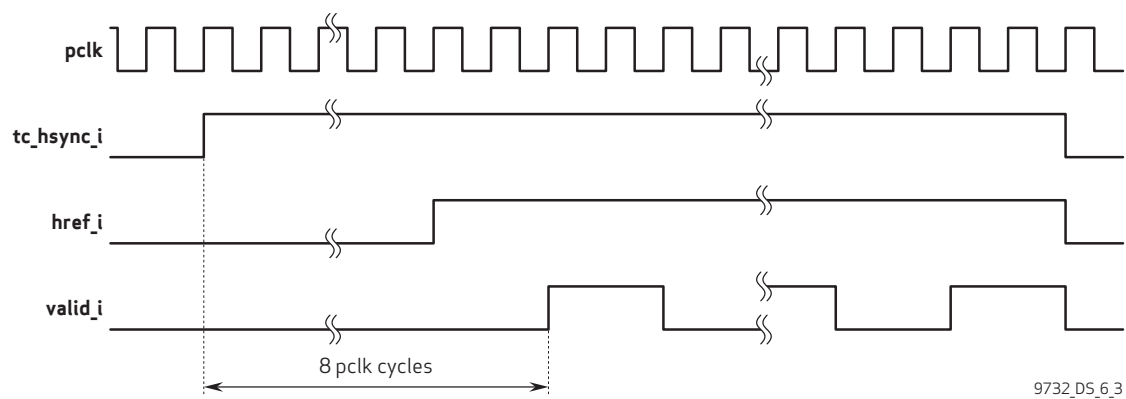 pclk
tc_hsync_i
href_i
valid_i
8 pclk cycles
9732_DS_6_3